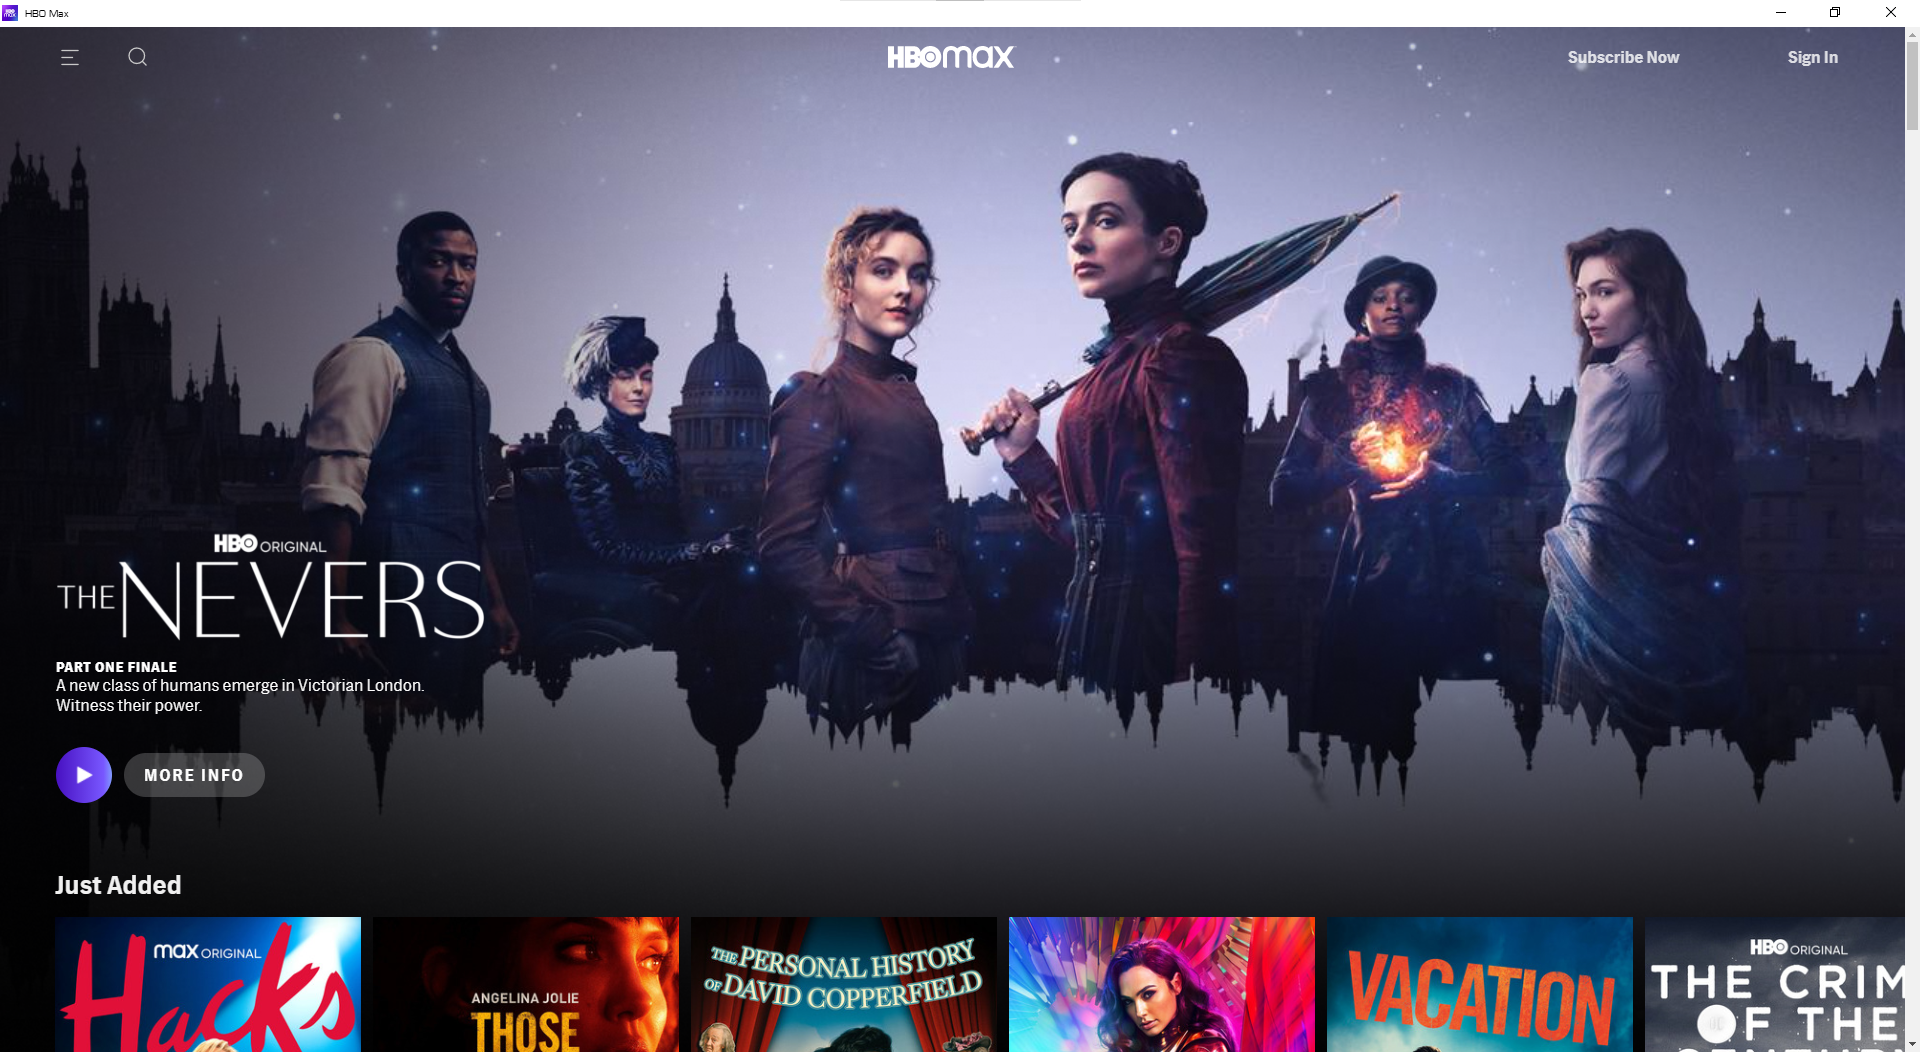 HBO Max
HBOmax
Subscribe Now
Sign In
HBO ORIGINAL
THE NEVERS
PART ONE FINALE
A new class of humans emerge in Victorian London.
Witness their power.
MORE INFO
Just Added
max ORIGINAL
Hacks
ANGELINA JOLIE
THOSE
THE PERSONAL HISTORY
OF DAVID COPPERFIELD
VACATION
HBO ORIGINAL
THE CRIM
OF THE